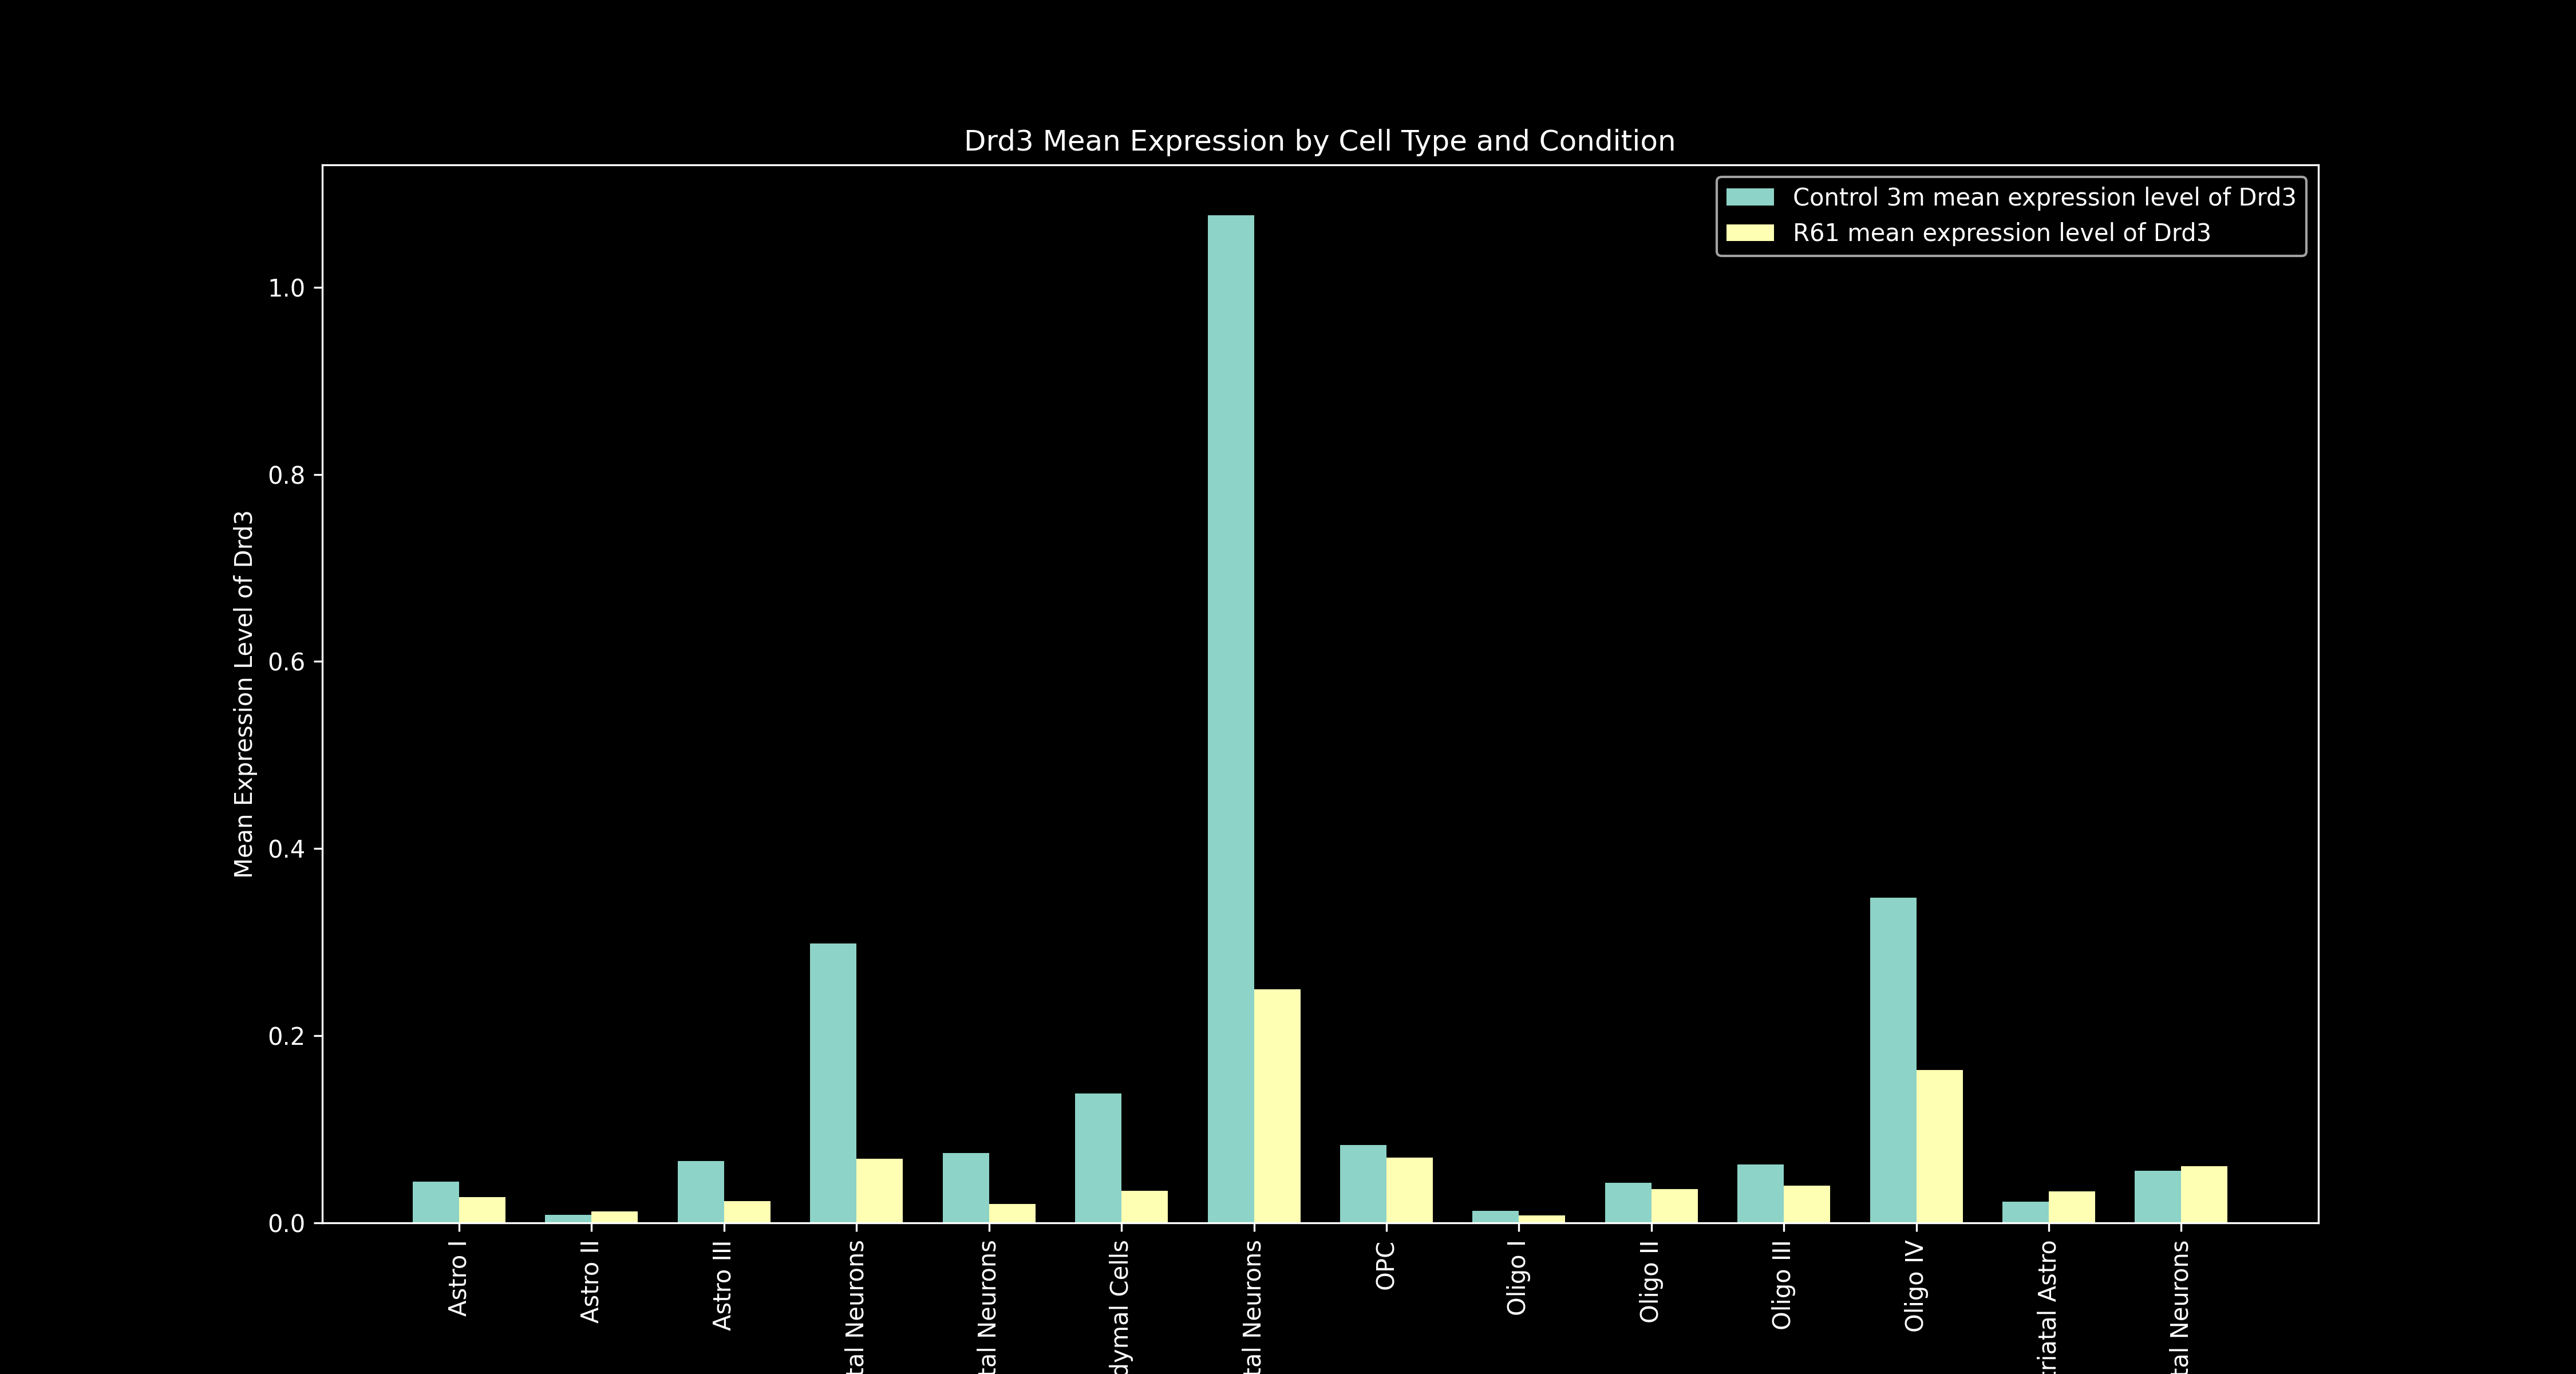 Drd3 Mean Expression by Cell Type and Condition
Control 3m mean expression level of Drd3
R61 mean expression level of Drd3
Mean Expression Level of Drd3
1.0
0.8
0.6
0.4
0.2
0.0
Astro I
Astro II
Astro III
Neurons
Neurons
Cells
Neurons
OPC
Oligo I
Oligo II
Oligo III
Oligo IV
Astro
Neurons